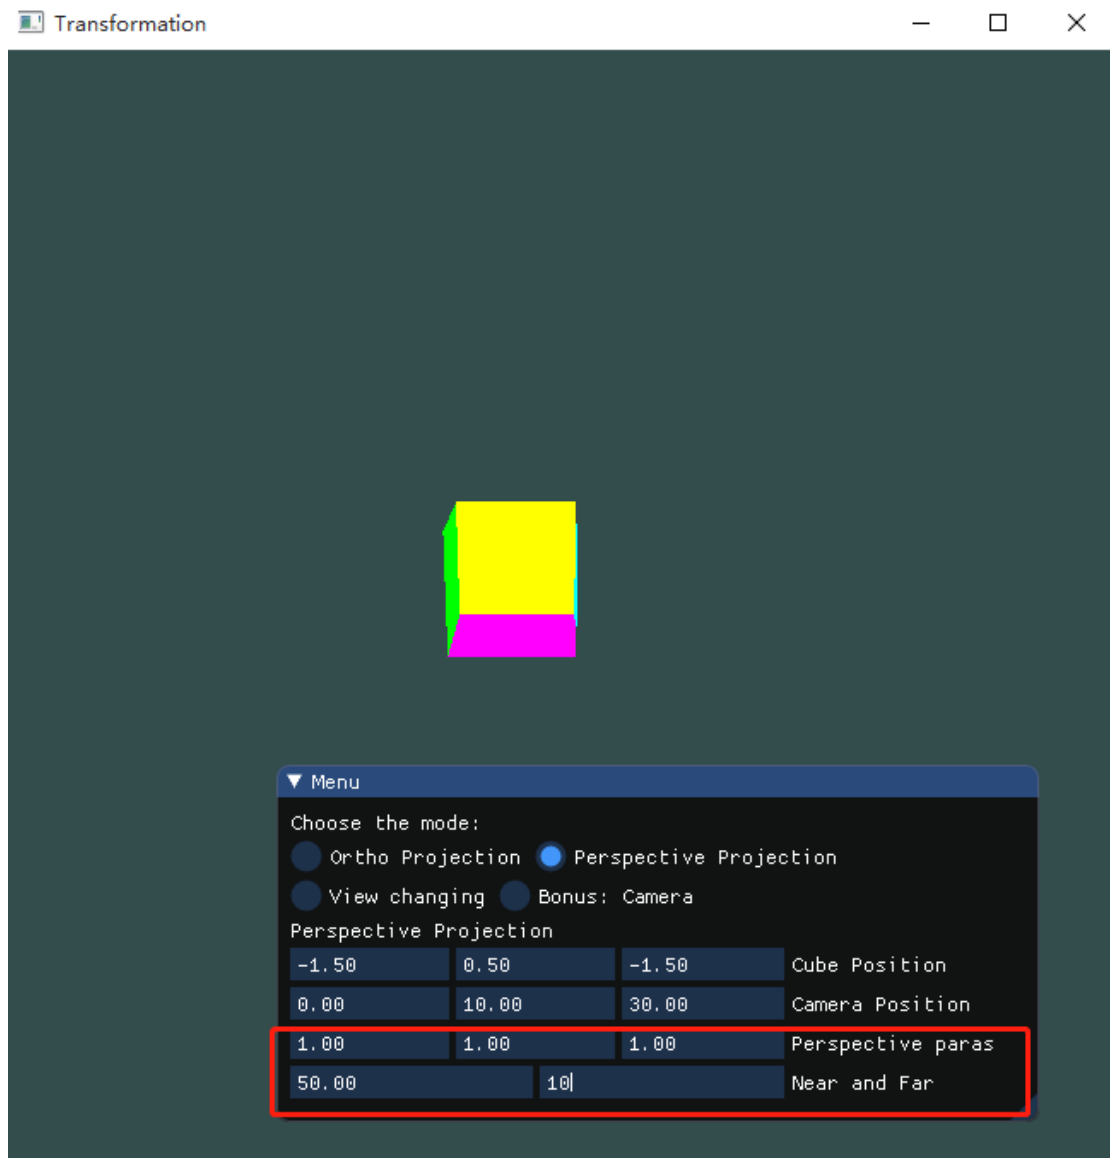 Transformation
Menu
Choose the mode:
Ortho Projection Perspective Projection
View changing Bonus: Camera
Perspective Projection
-1.50 0.50 -1.50 Cube Position
0.00 10.00 30.00 Camera Position
1.00 1.00 1.00 Perspective paras
50.00 10 Near and Far